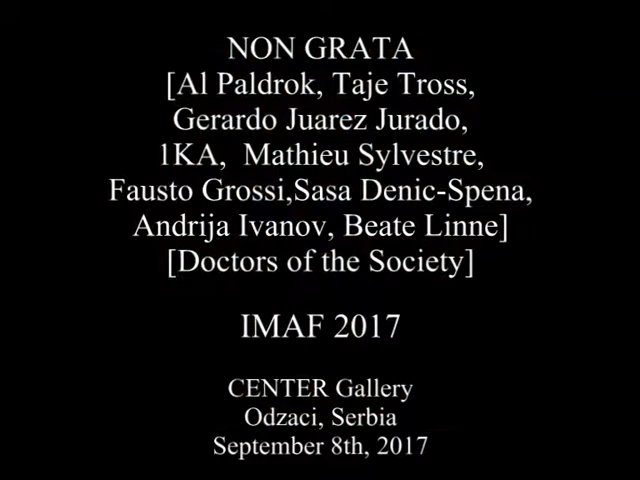 NON GRATA
[Al Paldrok, Taje Tross,
Gerardo Juarez Jurado,
1KA,  Mathieu Sylvestre,
Fausto Grossi,Sasa Denic-Spena,
Andrija Ivanov, Beate Linne]
[Doctors of the Society]
IMAF 2017
CENTER Gallery
Odzaci, Serbia
September 8th, 2017